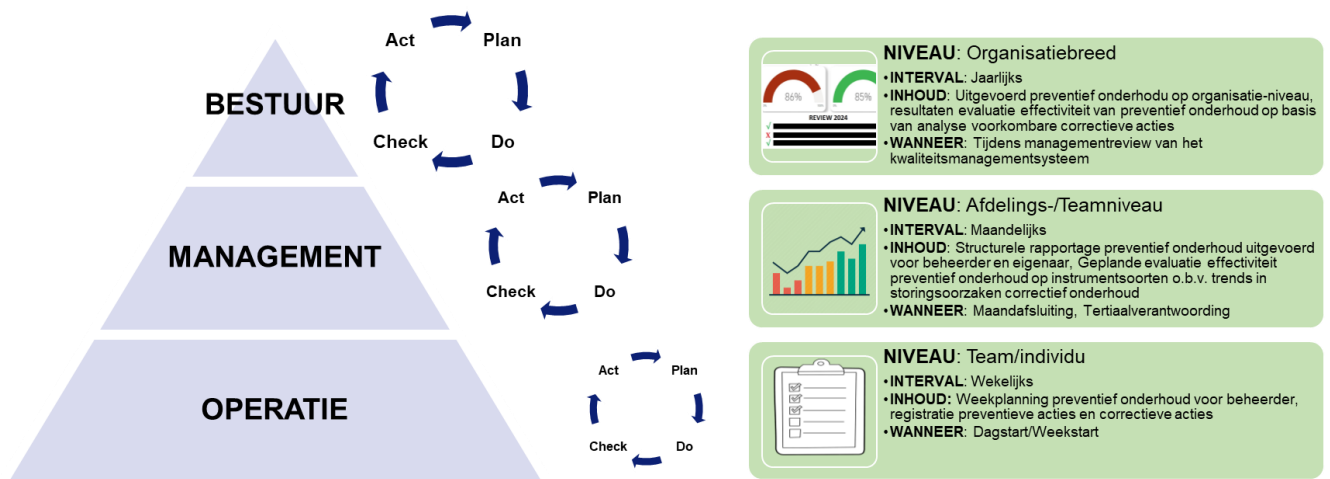 BESTUUR
MANAGEMENT
OPERATIE
Act
Plan
Check
Do
Act
Plan
Check
Do
Act
Plan
Check
Do
86%
85%
REVIEW 2024
NIVEAU: Organisatiebreed
•INTERVAL: Jaarlijks
•INHOUD: Uitgevoerd preventief onderhodu op organisatie-niveau,
resultaten evaluatie effectiviteit van preventief onderhoud op basis
van analyse voorkombare correctieve acties
•WANNEER: Tijdens managementreview van het
kwaliteitsmanagementsysteem
NIVEAU: Afdelings-/Teamniveau
•INTERVAL: Maandelijks
•INHOUD: Structurele rapportage preventief onderhoud uitgevoerd
voor beheerder en eigenaar, Geplande evaluatie effectiviteit
preventief onderhoud op instrumentsoorten o.b.v. trends in
storingsoorzaken correctief onderhoud
•WANNEER: Maandafsluiting, Tertiaalverantwoording
NIVEAU: Team/individu
•INTERVAL: Wekelijks
•INHOUD: Weekplanning preventief onderhoud voor beheerder,
registratie preventieve acties en correctieve acties
•WANNEER: Dagstart/Weekstart